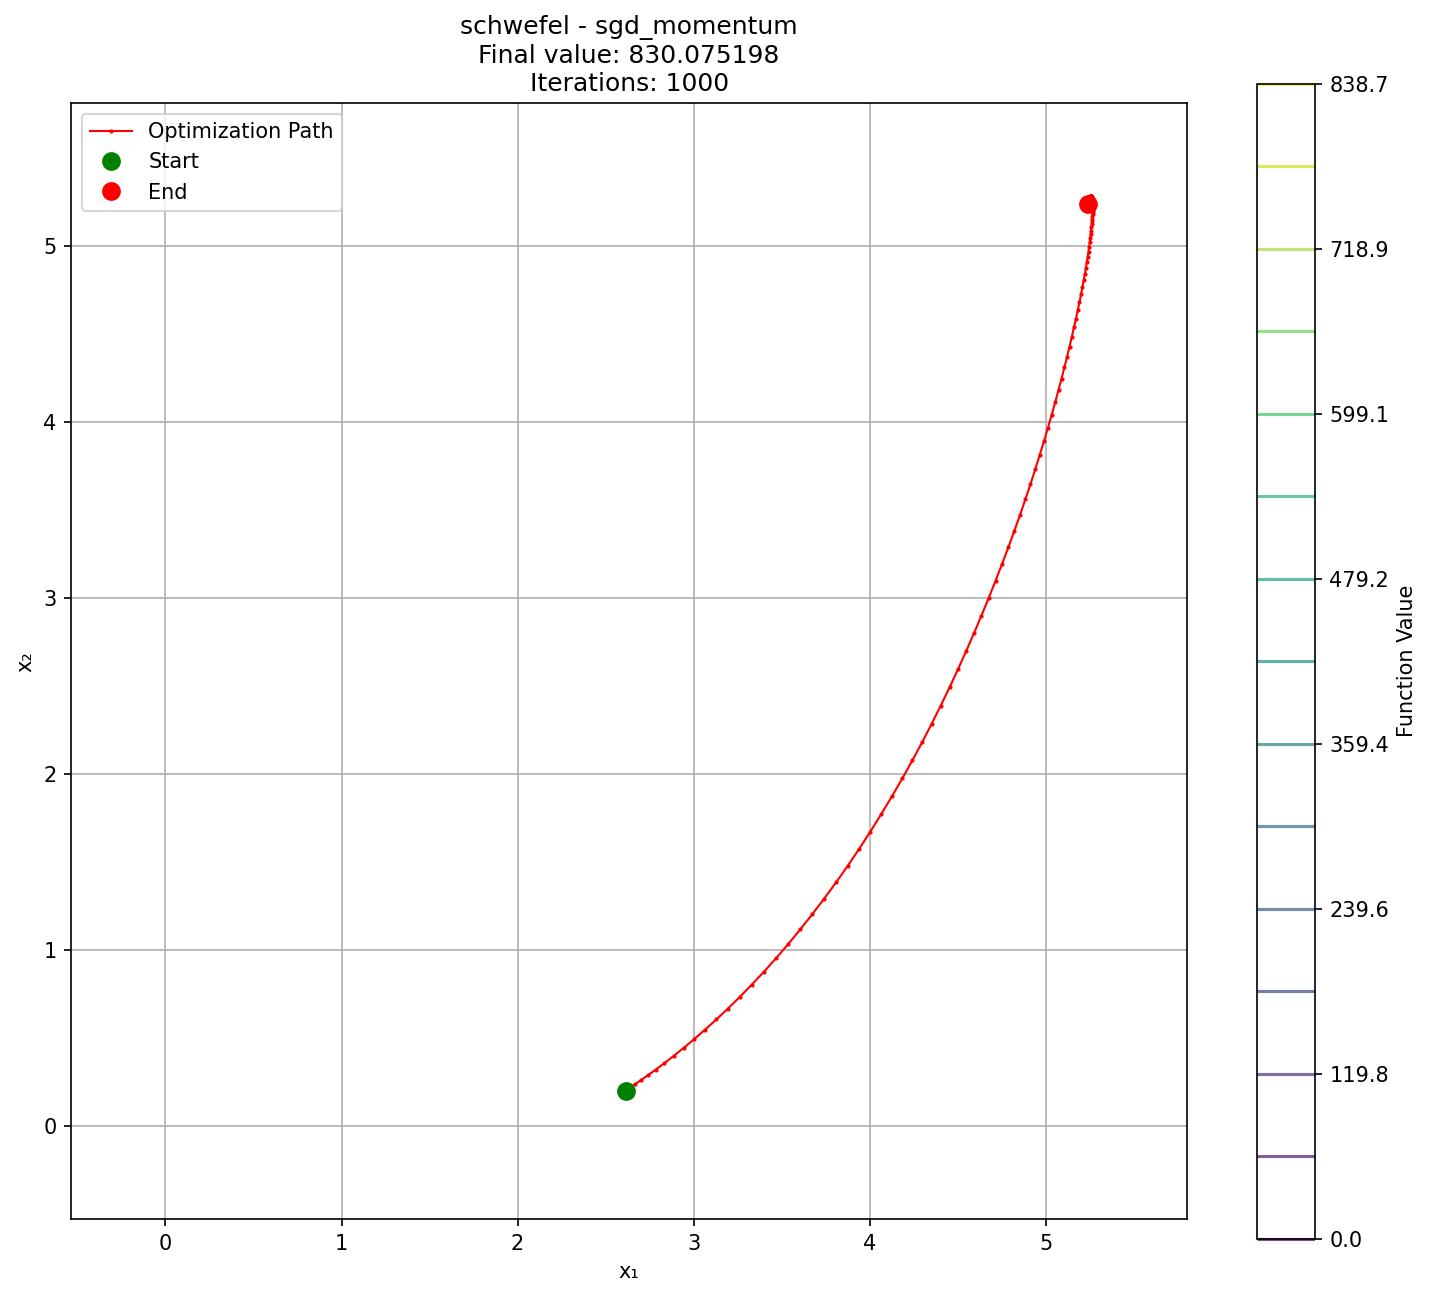 schwefel - sgd_momentum
Final value: 830.075198
Iterations: 1000
Optimization Path
Start
End
5
4
3
2
1
0
0
1
2
3
4
5
x₁
x₂
838.7
718.9
599.1
479.2
359.4
239.6
119.8
0.0
Function Value